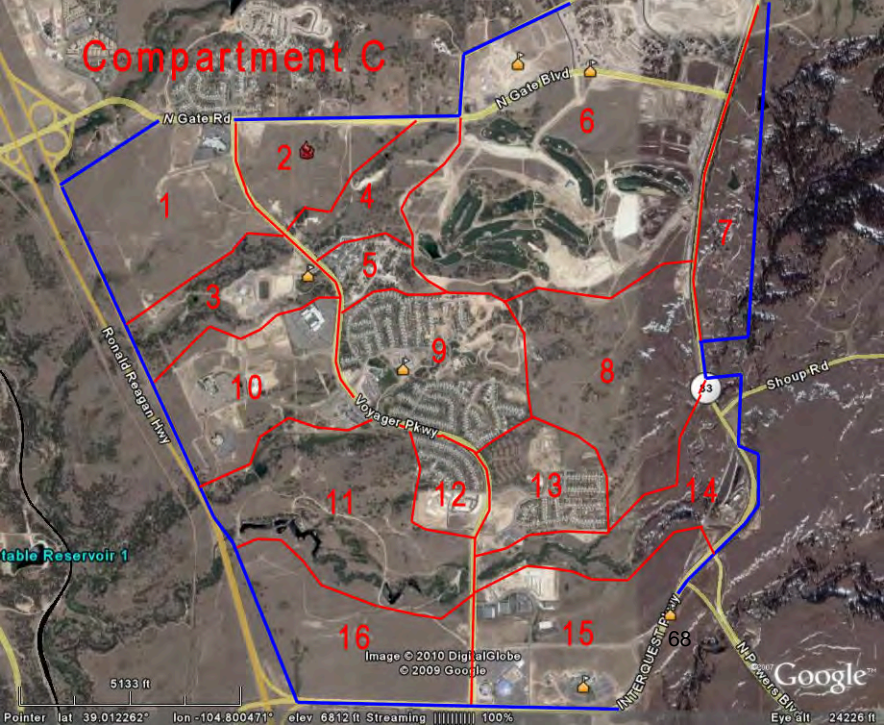 Compartment C
N Gate Blvd
N Gate Rd
6
2
1
4
7
5
3
9
8
10
33
Shoup Rd
Ronald Reagan Hwy
Voyager Pkwy
11
12
13
14
table Reservoir 1
16
15
68
INTERQUEST P
N Powers Blv
Image © 2010 DigitalGlobe
© 2009 Google
©2007 Google™
5133 ft
Pointer lat 39.012262° lon -104.800471° elev 6812 ft Streaming |||||||||| 100% Eye alt 24226 ft